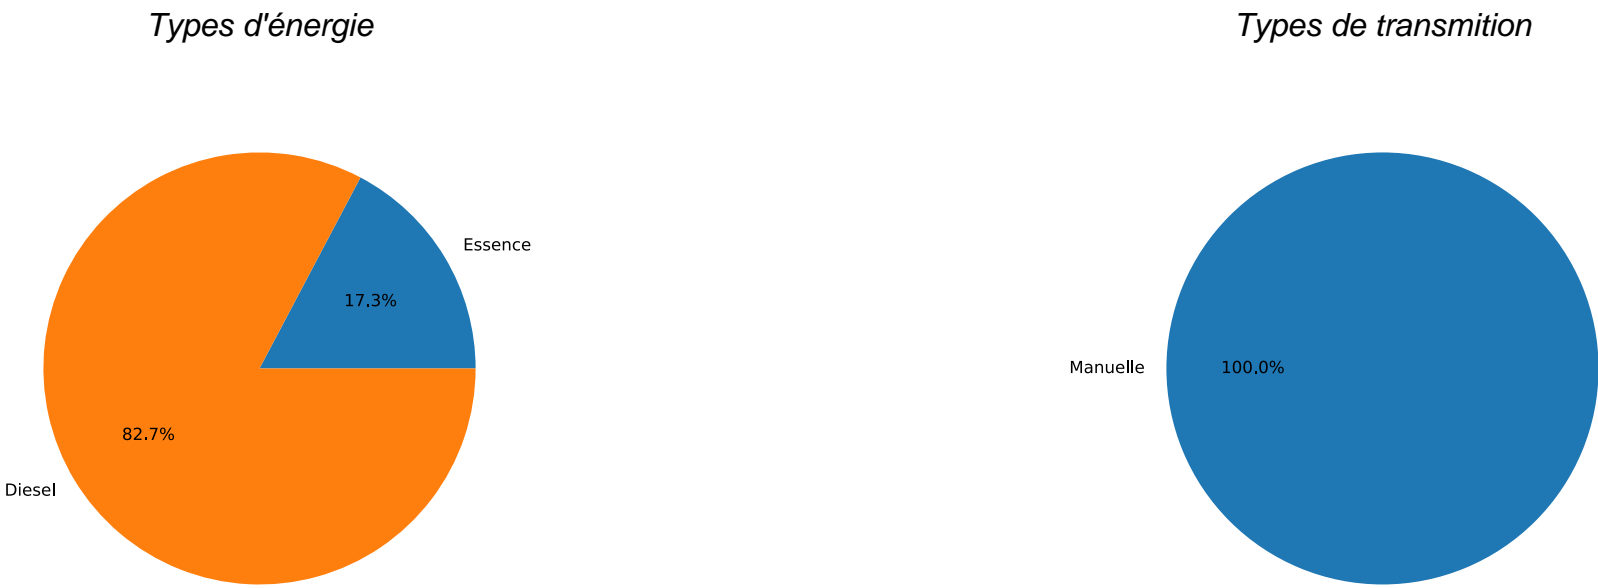 Types d'énergie
Types de transmition
Essence
17.3%
82.7%
Diesel
Manuelle
100.0%